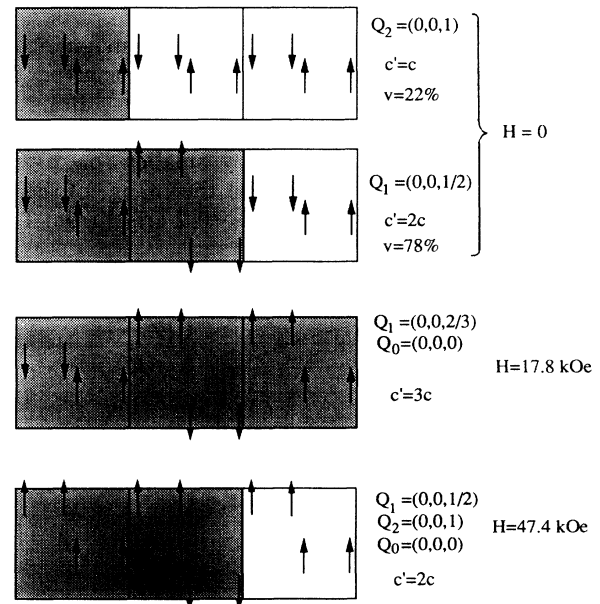 Q2=(0,0,1)
c'=c
v=22%
H = 0
Q1=(0,0,1/2)
c'=2c
v=78%
Q1=(0,0,2/3)
Q0=(0,0,0)
H=17.8 kOe
c'=3c
Q1=(0,0,1/2)
Q2=(0,0,1)
H=47.4 kOe
Q0=(0,0,0)
c'=2c